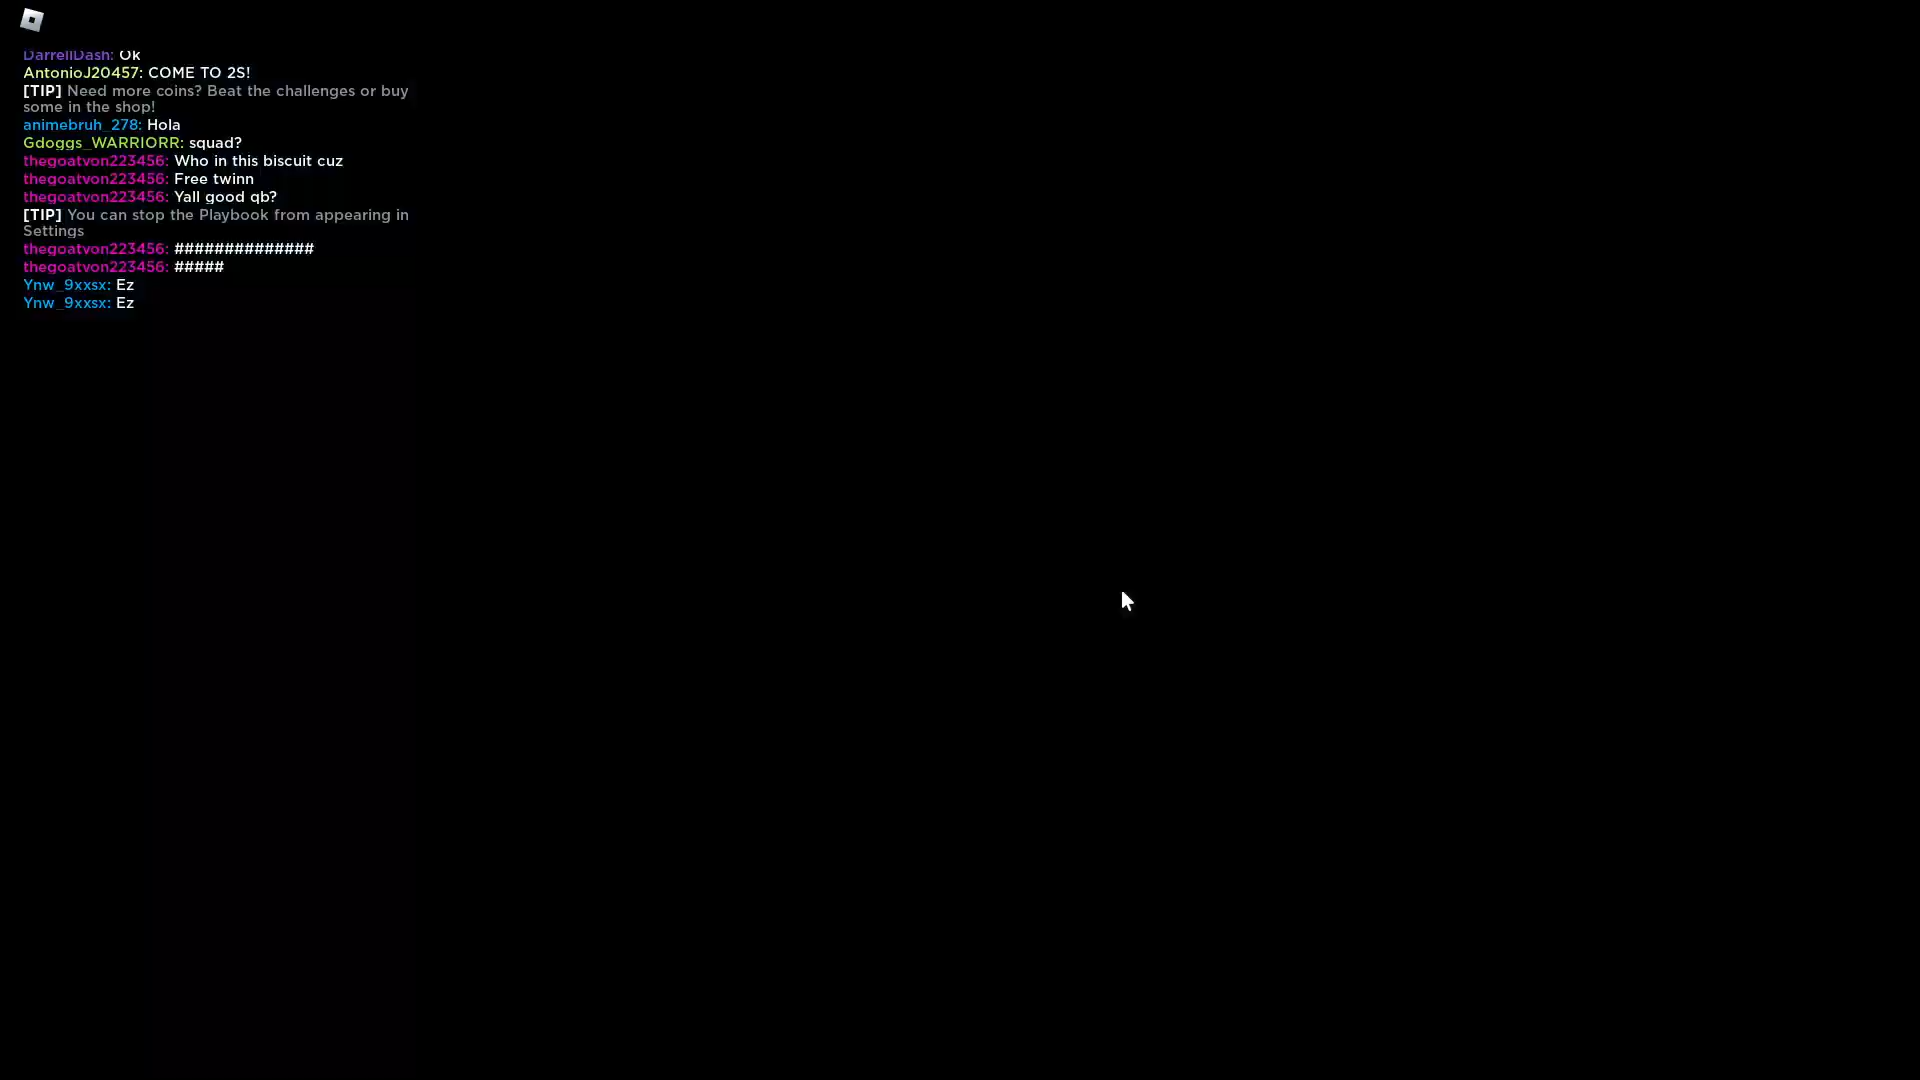 DarrellDash: Ok
AntonioJ20457: COME TO 2S!
[TIP] Need more coins? Beat the challenges or buy
some in the shop!
animebruh_278: Hola
Gdoggs_WARRIORR: squad?
thegoatvon223456: Who in this biscuit cuz
thegoatvon223456: Free twinn
thegoatvon223456: Yall good qb?
[TIP] You can stop the Playbook from appearing in
Settings
thegoatvon223456: ##############
thegoatvon223456: #####
Ynw_9xxsx: Ez
Ynw_9xxsx: Ez